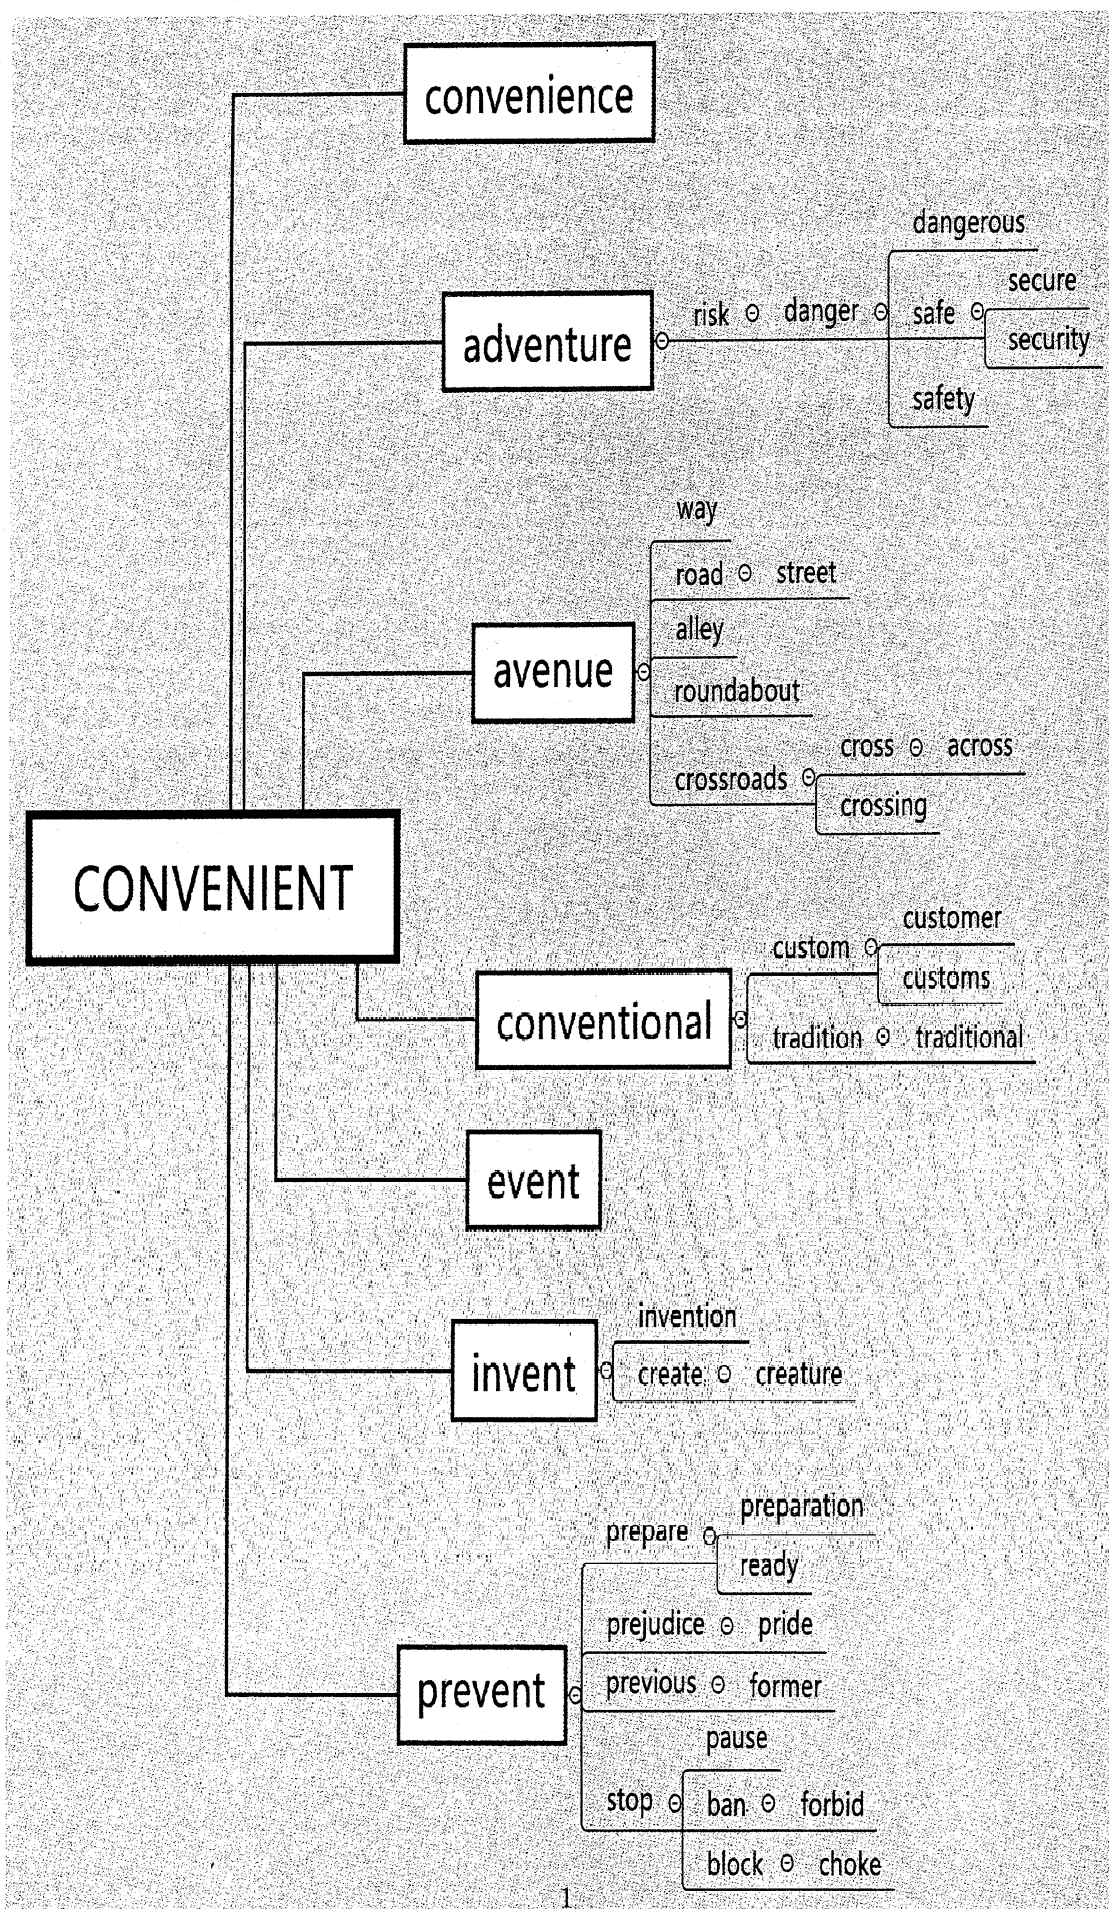 convenience
dangerous
secure
risk danger safe
adventure
security
safety
way
road street
alley
avenue
roundabout
cross across
crossroads
crossing
CONVENIENT
customer
custom
customs
conventional
tradition traditional
event
invention
invent
create creature
preparation
prepare
ready
prejudice pride
prevent
previous former
pause
stop ban forbid
block choke
1